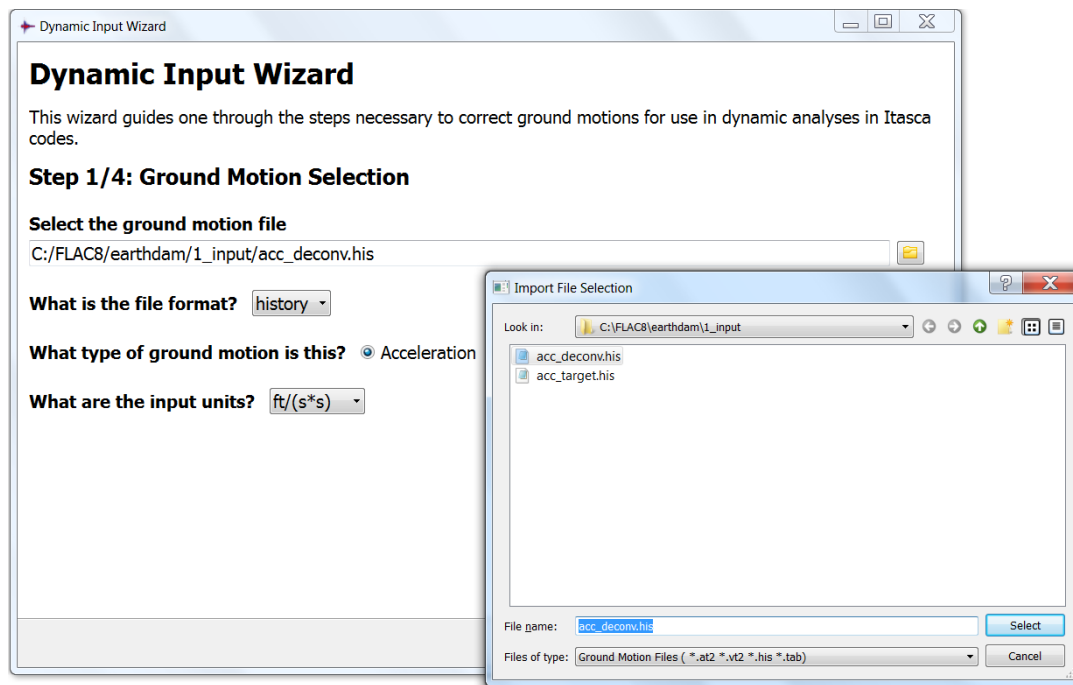 Dynamic Input Wizard
Dynamic Input Wizard
This wizard guides one through the steps necessary to correct ground motions for use in dynamic analyses in Itasca
codes.
Step 1/4: Ground Motion Selection
Select the ground motion file
C:/FLAC8/earthdam/1_input/acc_deconv.his
What is the file format? history
What type of ground motion is this? Acceleration
What are the input units? ft/(s*s)
Import File Selection
Look in: C:\FLAC8\earthdam\1_input
acc_deconv.his
acc_target.his
File name: acc_deconv.his Select
Files of type: Ground Motion Files ( *.at2 *.vt2 *.his *.tab) Cancel